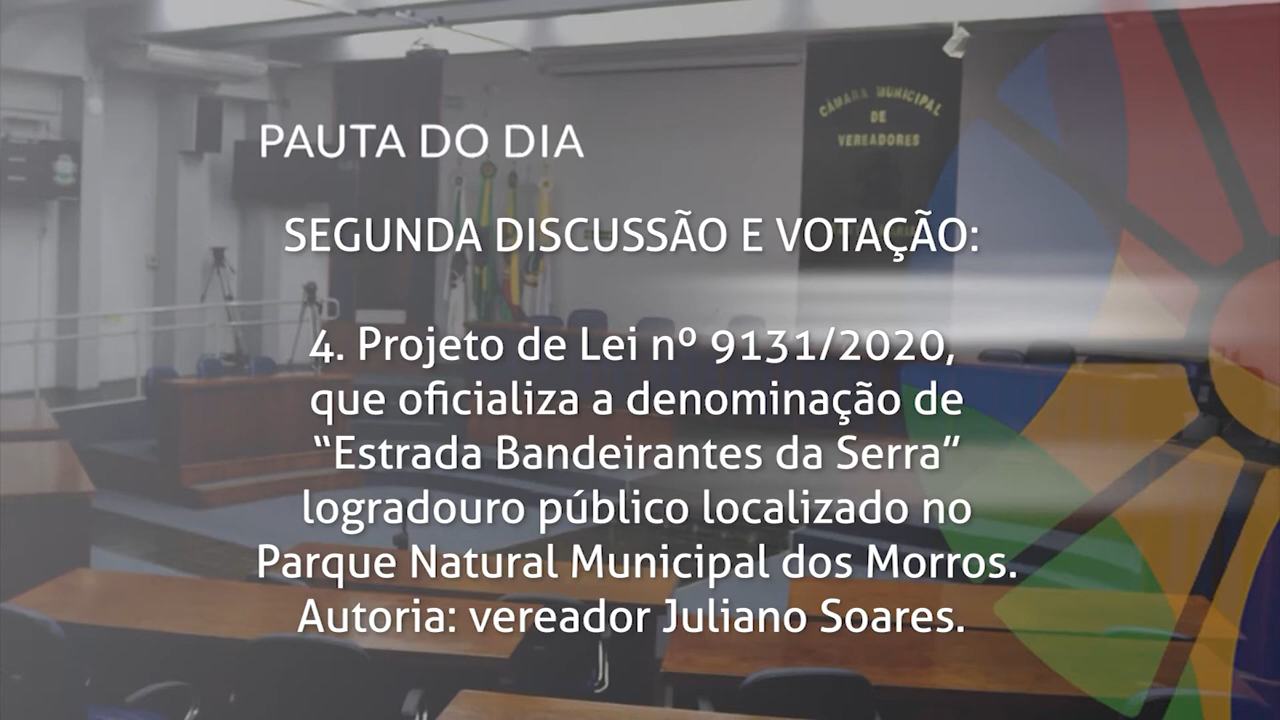 CÂMARA MUNICIPAL
DE
VEREADORES
PAUTA DO DIA
SEGUNDA DISCUSSÃO E VOTAÇÃO:
4. Projeto de Lei nº 9131/2020,
que oficializa a denominação de
“Estrada Bandeirantes da Serra”
logradouro público localizado no
Parque Natural Municipal dos Morros.
Autoria: vereador Juliano Soares.